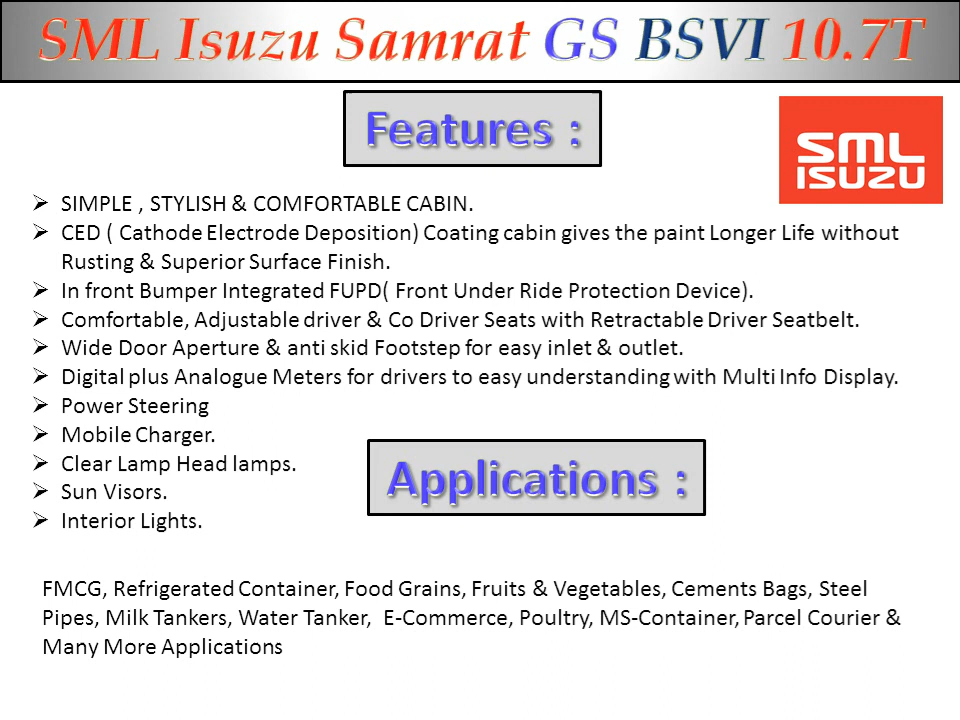 SML Isuzu Samrat GS BSVI 10.7T
Features :
SML
ISUZU
➢ SIMPLE , STYLISH & COMFORTABLE CABIN.
➢ CED ( Cathode Electrode Deposition) Coating cabin gives the paint Longer Life without
Rusting & Superior Surface Finish.
➢ In front Bumper Integrated FUPD( Front Under Ride Protection Device).
➢ Comfortable, Adjustable driver & Co Driver Seats with Retractable Driver Seatbelt.
➢ Wide Door Aperture & anti skid Footstep for easy inlet & outlet.
➢ Digital plus Analogue Meters for drivers to easy understanding with Multi Info Display.
➢ Power Steering
➢ Mobile Charger.
➢ Clear Lamp Head lamps.
➢ Sun Visors.
➢ Interior Lights.
Applications :
FMCG, Refrigerated Container, Food Grains, Fruits & Vegetables, Cements Bags, Steel
Pipes, Milk Tankers, Water Tanker, E-Commerce, Poultry, MS-Container, Parcel Courier &
Many More Applications